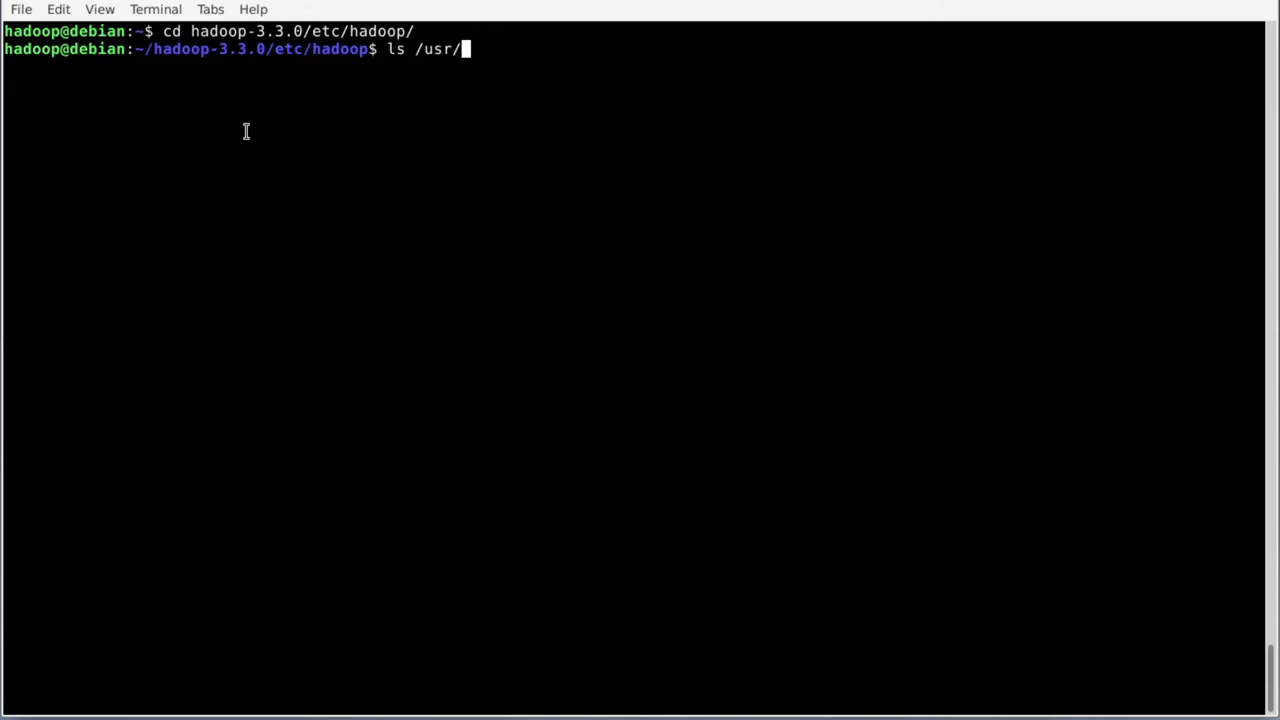 File Edit View Terminal Tabs Help
hadoop@debian:~$ cd hadoop-3.3.0/etc/hadoop/
hadoop@debian:~/hadoop-3.3.0/etc/hadoop$ ls /usr/